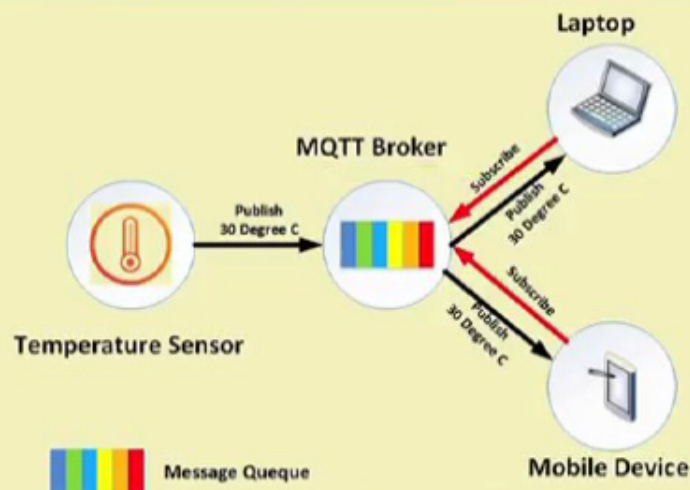 Laptop
MQTT Broker
Subscribe
Publish
30 Degree C
Publish
30 Degree C
Subscribe
Publish
30 Degree C
Temperature Sensor
Message Queque
Mobile Device